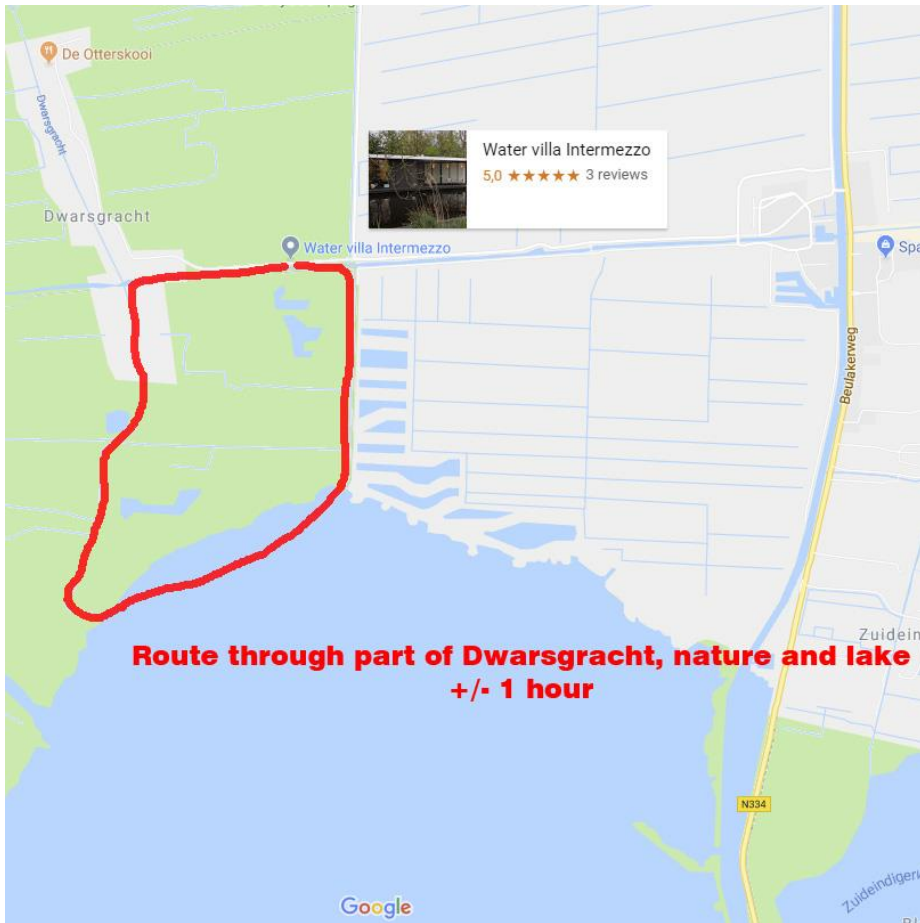 De Otterskooi
Dwarsgracht
Water villa Intermezzo
5,0 ★★★★★ 3 reviews
Dwarsgracht
Water villa Intermezzo
Spa
Beulakerweg
Zuidein
Route through part of Dwarsgracht, nature and lake
+/- 1 hour
N334
Zuideindiger
Google